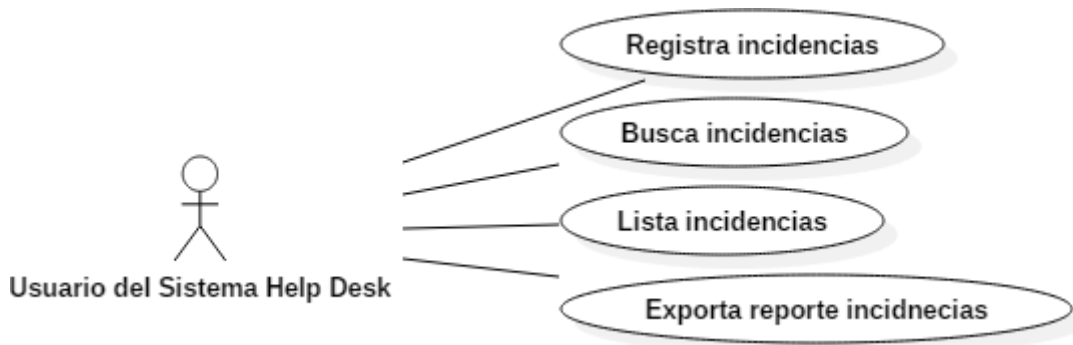 Registra incidencias
Busca incidencias
Lista incidencias
Usuario del Sistema Help Desk
Exporta reporte incidnecias